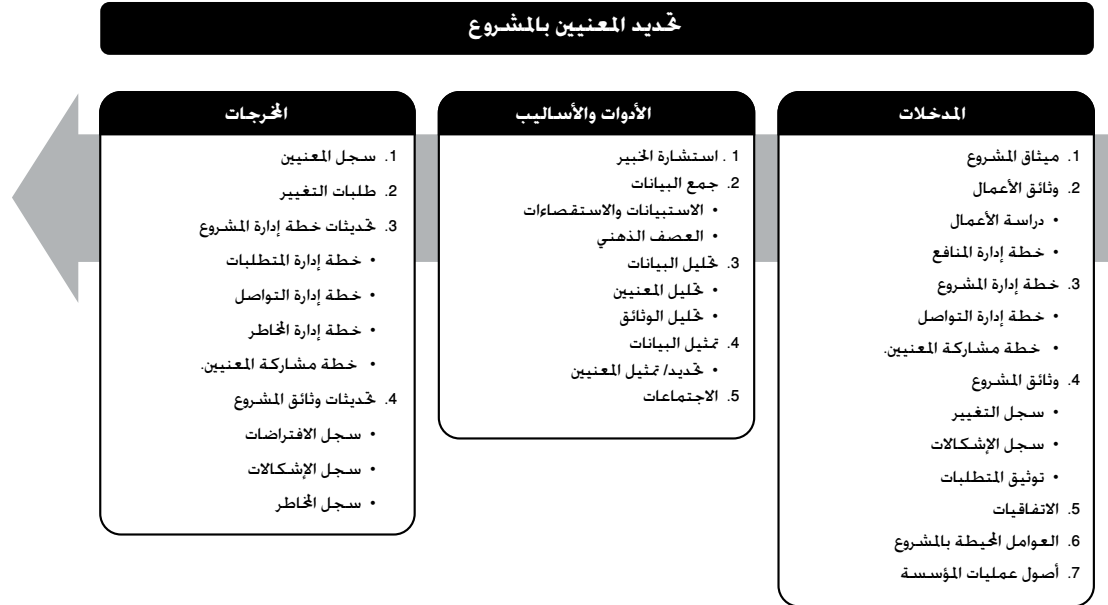 تحديد المعنيين بالمشروع
المدخلات
1. ميثاق المشروع
2. وثائق الأعمال
• دراسة الأعمال
• خطة إدارة المنافع
3. خطة إدارة المشروع
• خطة إدارة التواصل
• خطة مشاركة المعنيين.
4. وثائق المشروع
• سجل التغيير
• سجل الإشكالات
• توثيق المتطلبات
5. الاتفاقيات
6. العوامل المحيطة بالمشروع
7. أصول عمليات المؤسسة
الأدوات والأساليب
1 . استشارة الخبير
2. جمع البيانات
• الاستبيانات والاستقصاءات
• العصف الذهني
3. تحليل البيانات
• تحليل المعنيين
• تحليل الوثائق
4. تمثيل البيانات
• تحديد/ تمثيل المعنيين
5. الاجتماعات
المخرجات
1. سجل المعنيين
2. طلبات التغيير
3. تحديثات خطة إدارة المشروع
• خطة إدارة المتطلبات
• خطة إدارة التواصل
• خطة إدارة المخاطر
• خطة مشاركة المعنيين.
4. تحديثات وثائق المشروع
• سجل الافتراضات
• سجل الإشكالات
• سجل المخاطر